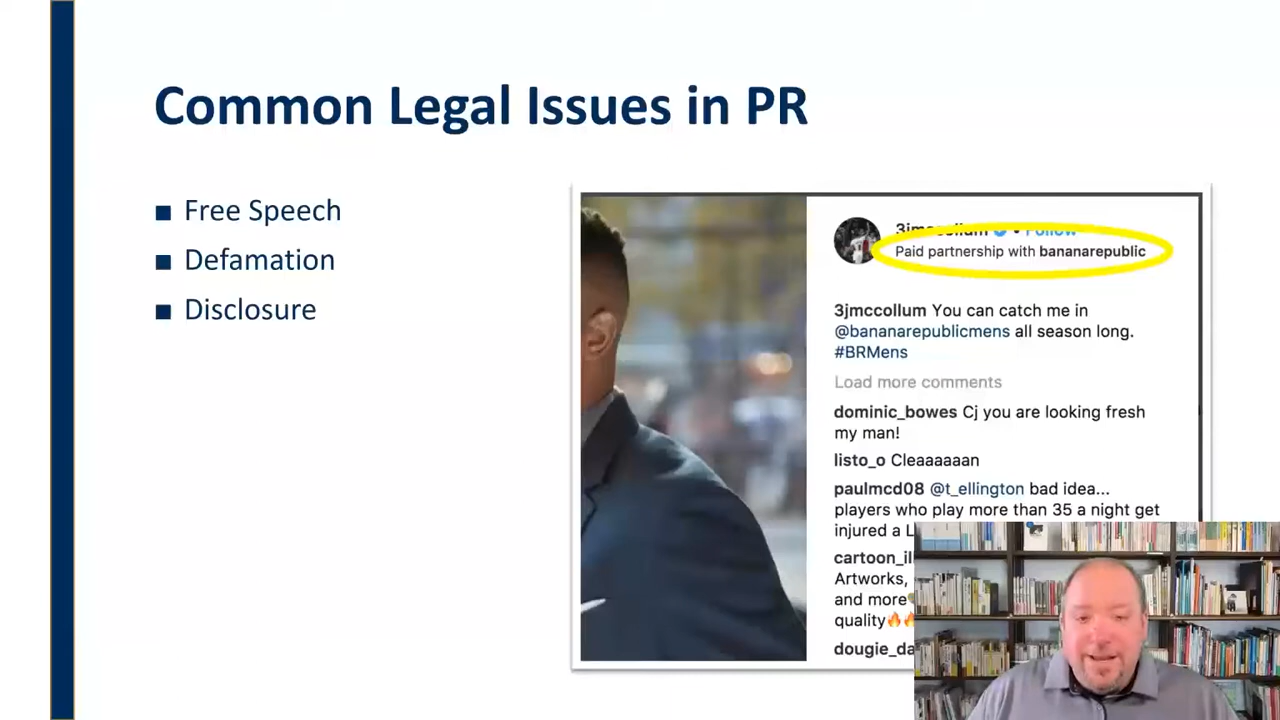 Common Legal Issues in PR
Free Speech
Defamation
Disclosure
3jmccollum • Follow
Paid partnership with bananarepublic
3jmccollum You can catch me in
@bananarepublicmens all season long.
#BRMens
Load more comments
dominic_bowes Cj you are looking fresh
my man!
listo_o Cleaaaaaan
paulmcd08 @t_ellington bad idea...
players who play more than 35 a night get
injured a L
Artworks,
and more
quality🔥